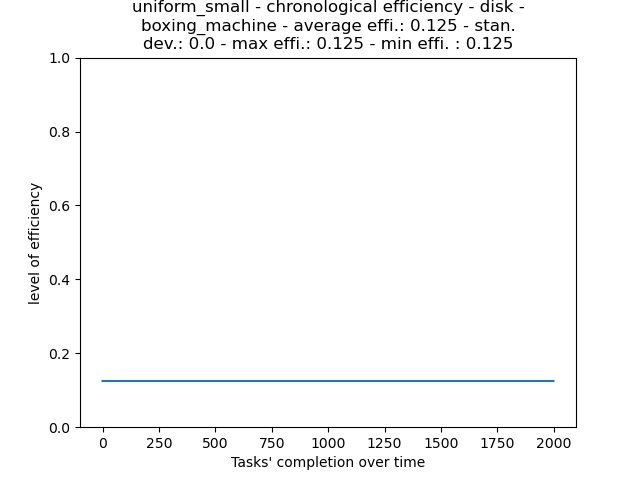 uniform_small - chronological efficiency - disk -
boxing_machine - average effi.: 0.125 - stan.
dev.: 0.0 - max effi.: 0.125 - min effi. : 0.125
1.0
0.8
0.6
0.4
0.2
0.0
level of efficiency
0 250 500 750 1000 1250 1500 1750 2000
Tasks' completion over time